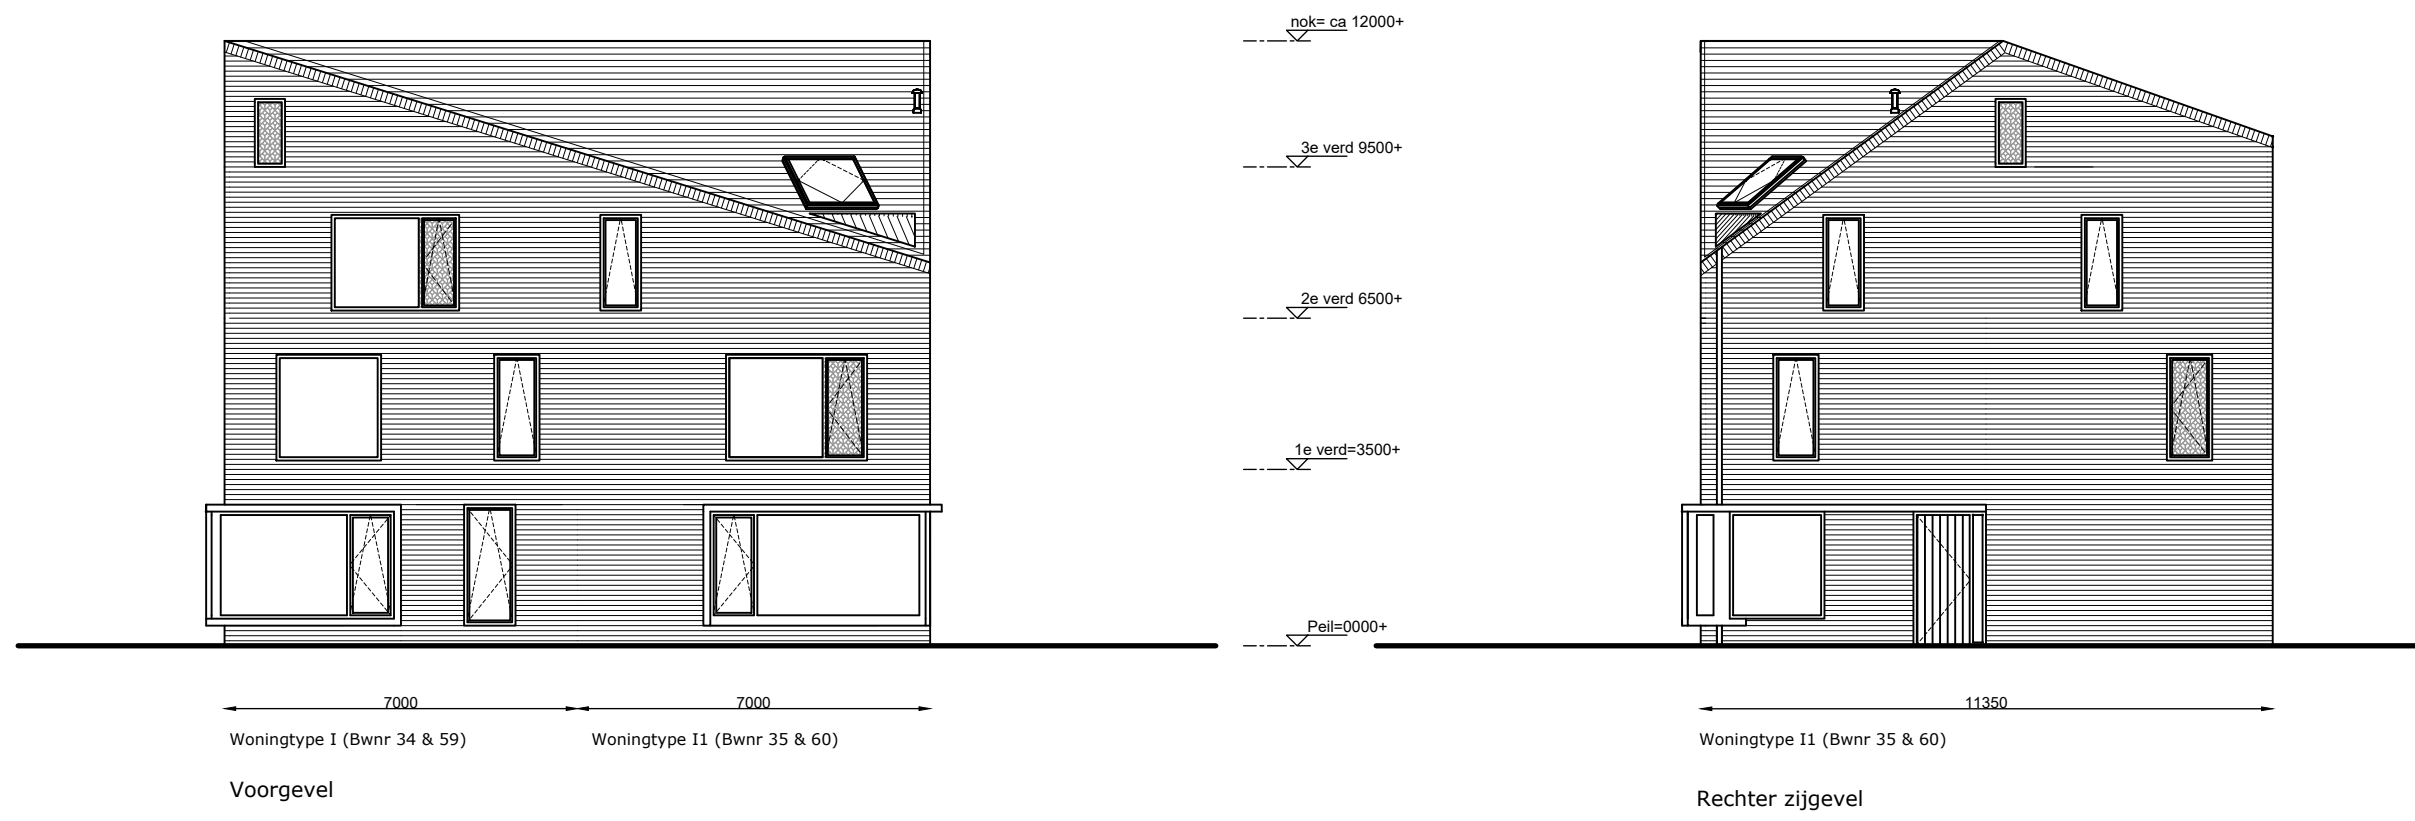 nok= ca 12000+
3e verd 9500+
2e verd 6500+
1e verd=3500+
Peil=0000+
7000
7000
11350
Woningtype I (Bwnr 34 & 59)
Woningtype I1 (Bwnr 35 & 60)
Woningtype I1 (Bwnr 35 & 60)
Voorgevel
Rechter zijgevel